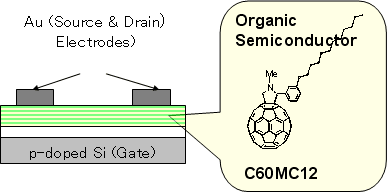 Au (Source & Drain)
Electrodes)
p-doped Si (Gate)
Organic
Semiconductor
Me
N
C60MC12